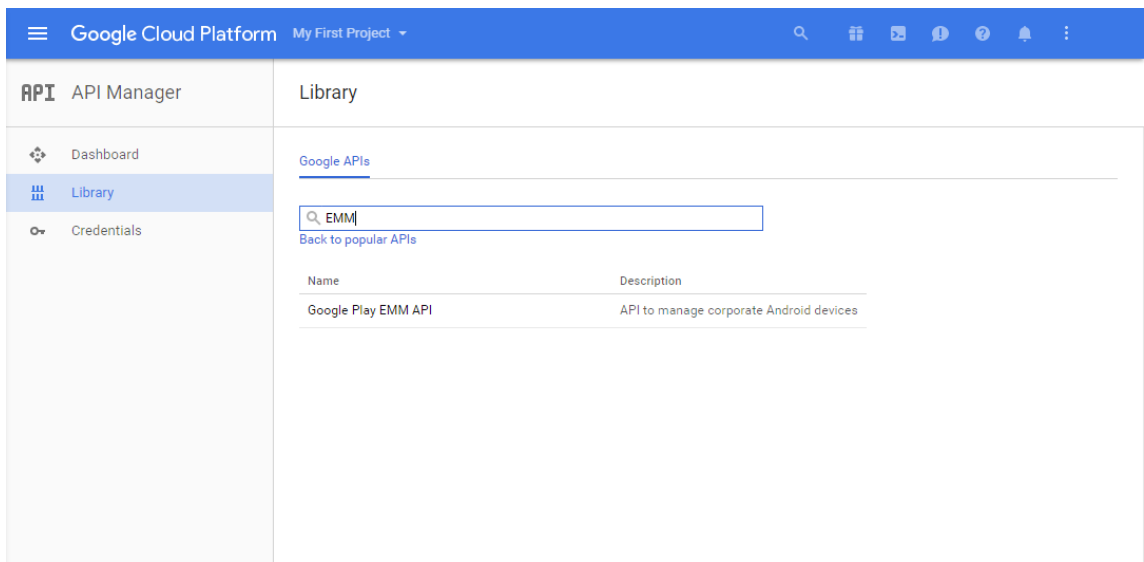 Google Cloud Platform My First Project
API API Manager
Library
Dashboard
Library
Credentials
Google APIs
EMM
Back to popular APIs
Name Description
Google Play EMM API API to manage corporate Android devices